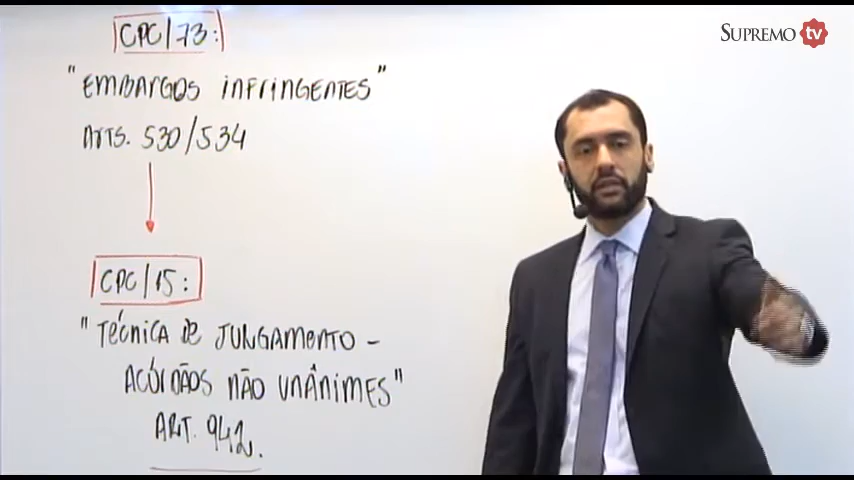 CPC/73:
"EMBARGOS INFRINGENTES"
ARTS. 530/534
CPC/15:
"TÉCNICA DE JULGAMENTO -
ACÓRDÃOS NÃO UNÂNIMES"
ART. 942.
SUPREMO tv